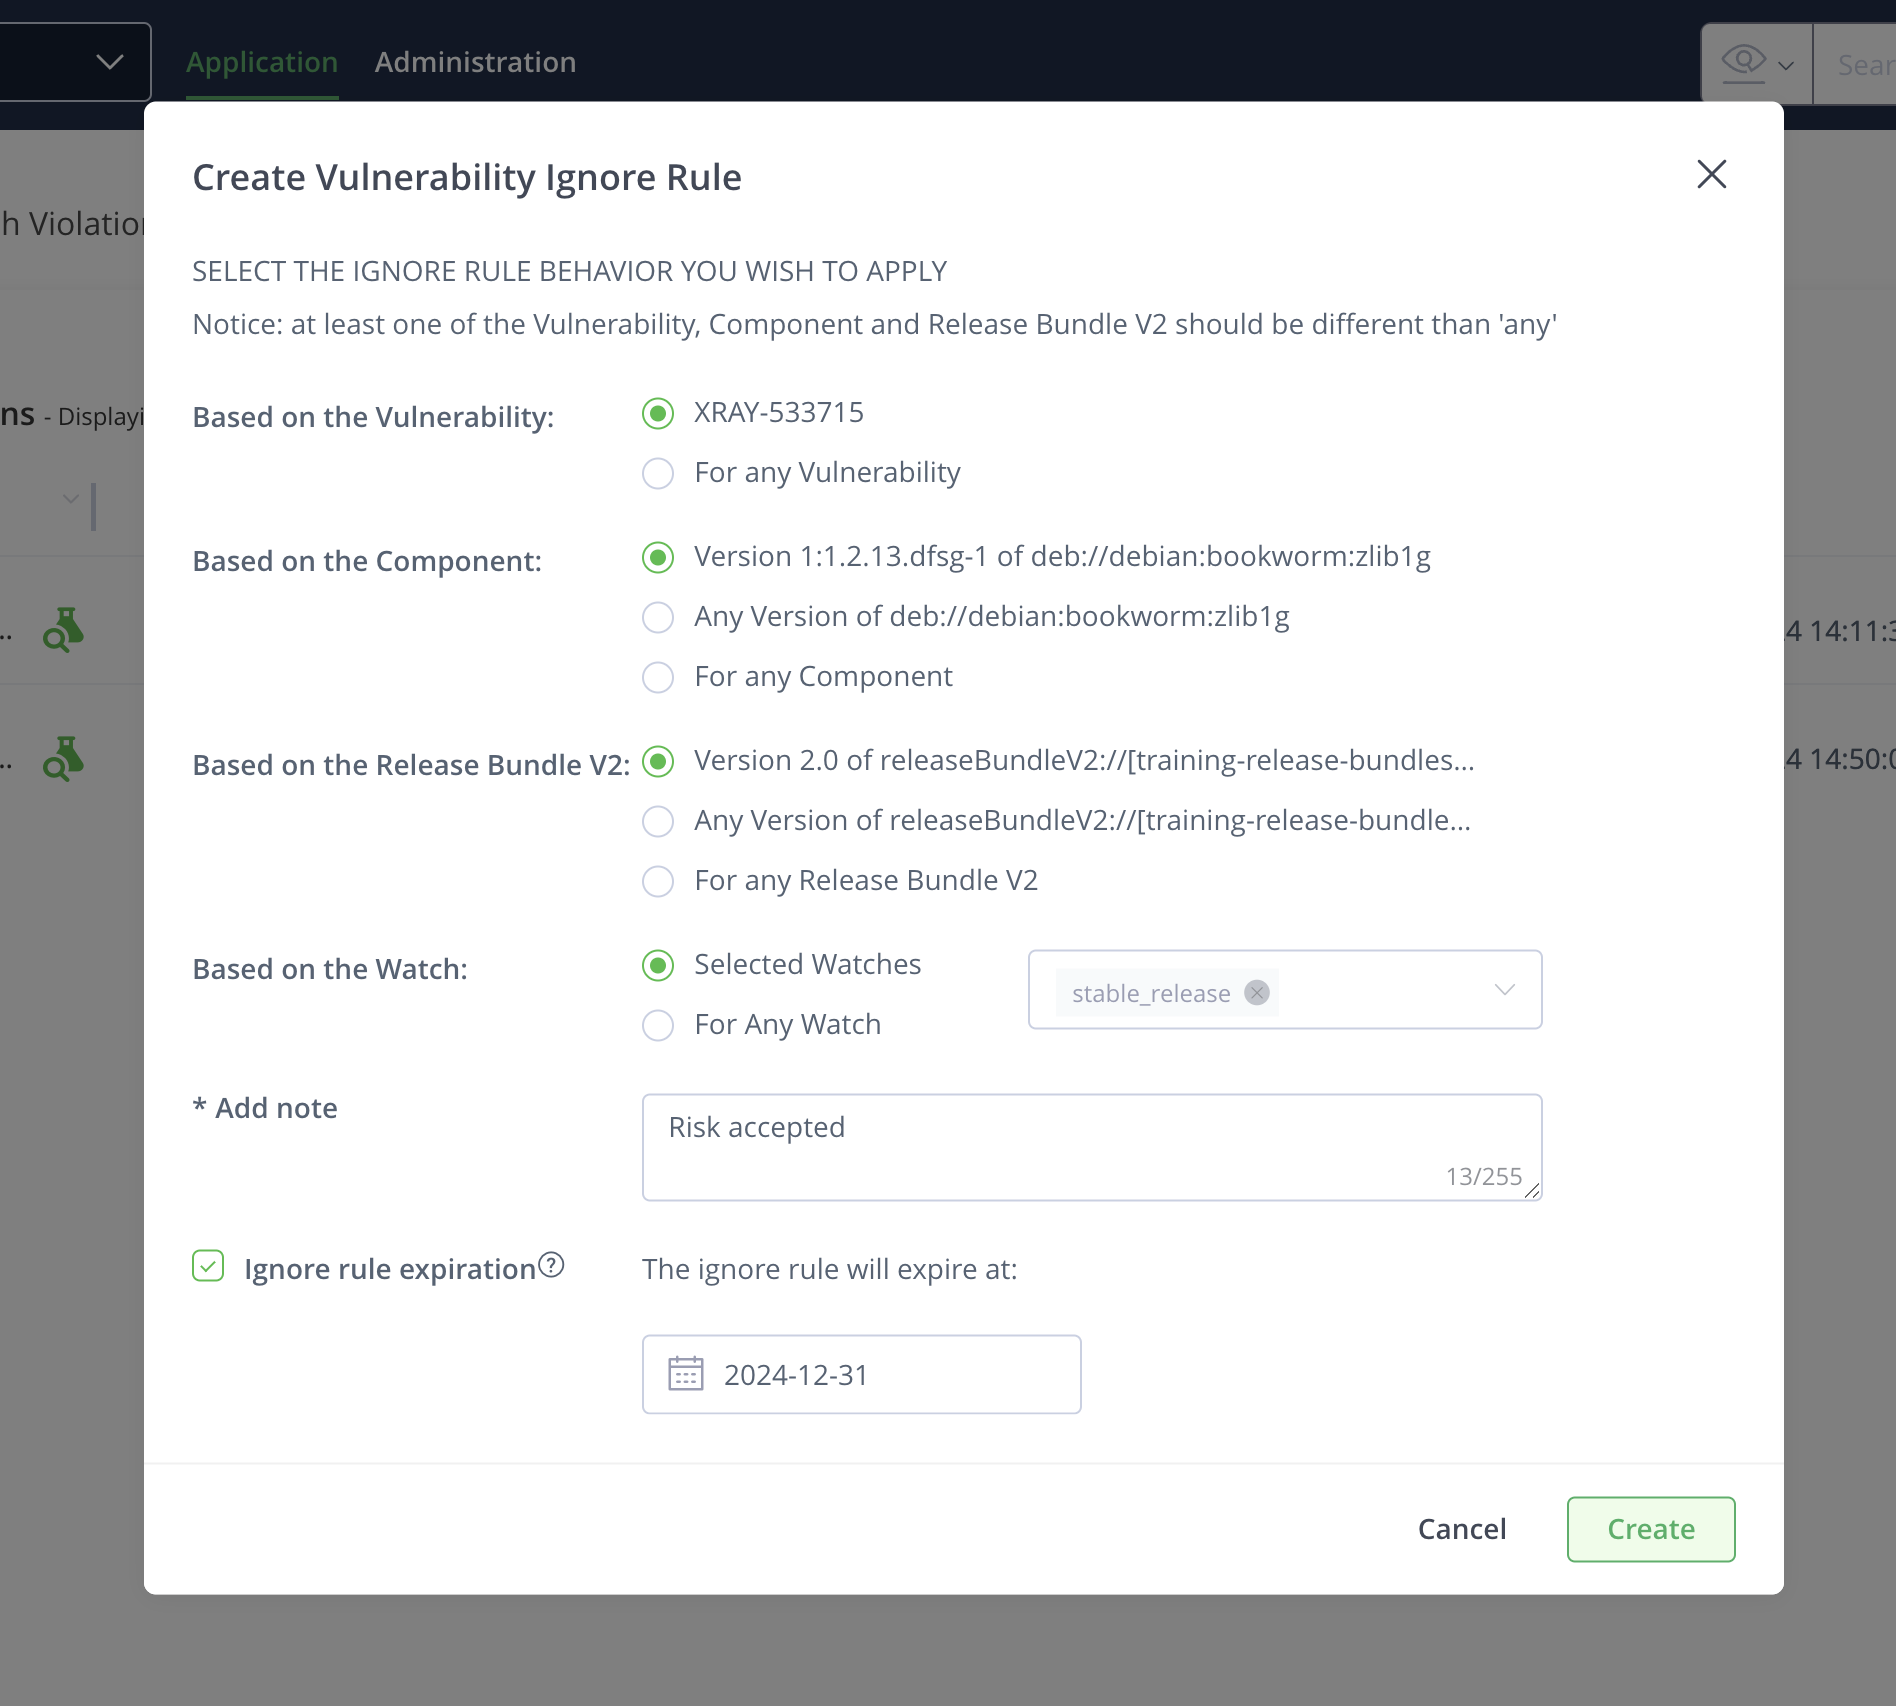 Application Administration
Sear
Create Vulnerability Ignore Rule
h Violation
SELECT THE IGNORE RULE BEHAVIOR YOU WISH TO APPLY
Notice: at least one of the Vulnerability, Component and Release Bundle V2 should be different than 'any'
ns - Displayi
Based on the Vulnerability:
XRAY-533715
For any Vulnerability
Based on the Component:
Version 1:1.2.13.dfsg-1 of deb://debian:bookworm:zlib1g
Any Version of deb://debian:bookworm:zlib1g
For any Component
..
4 14:11:3
Based on the Release Bundle V2:
Version 2.0 of releaseBundleV2://[training-release-bundles...
Any Version of releaseBundleV2://[training-release-bundle...
For any Release Bundle V2
..
4 14:50:0
Based on the Watch:
Selected Watches
stable_release
For Any Watch
* Add note
Risk accepted
13/255
Ignore rule expiration
The ignore rule will expire at:
2024-12-31
Cancel
Create